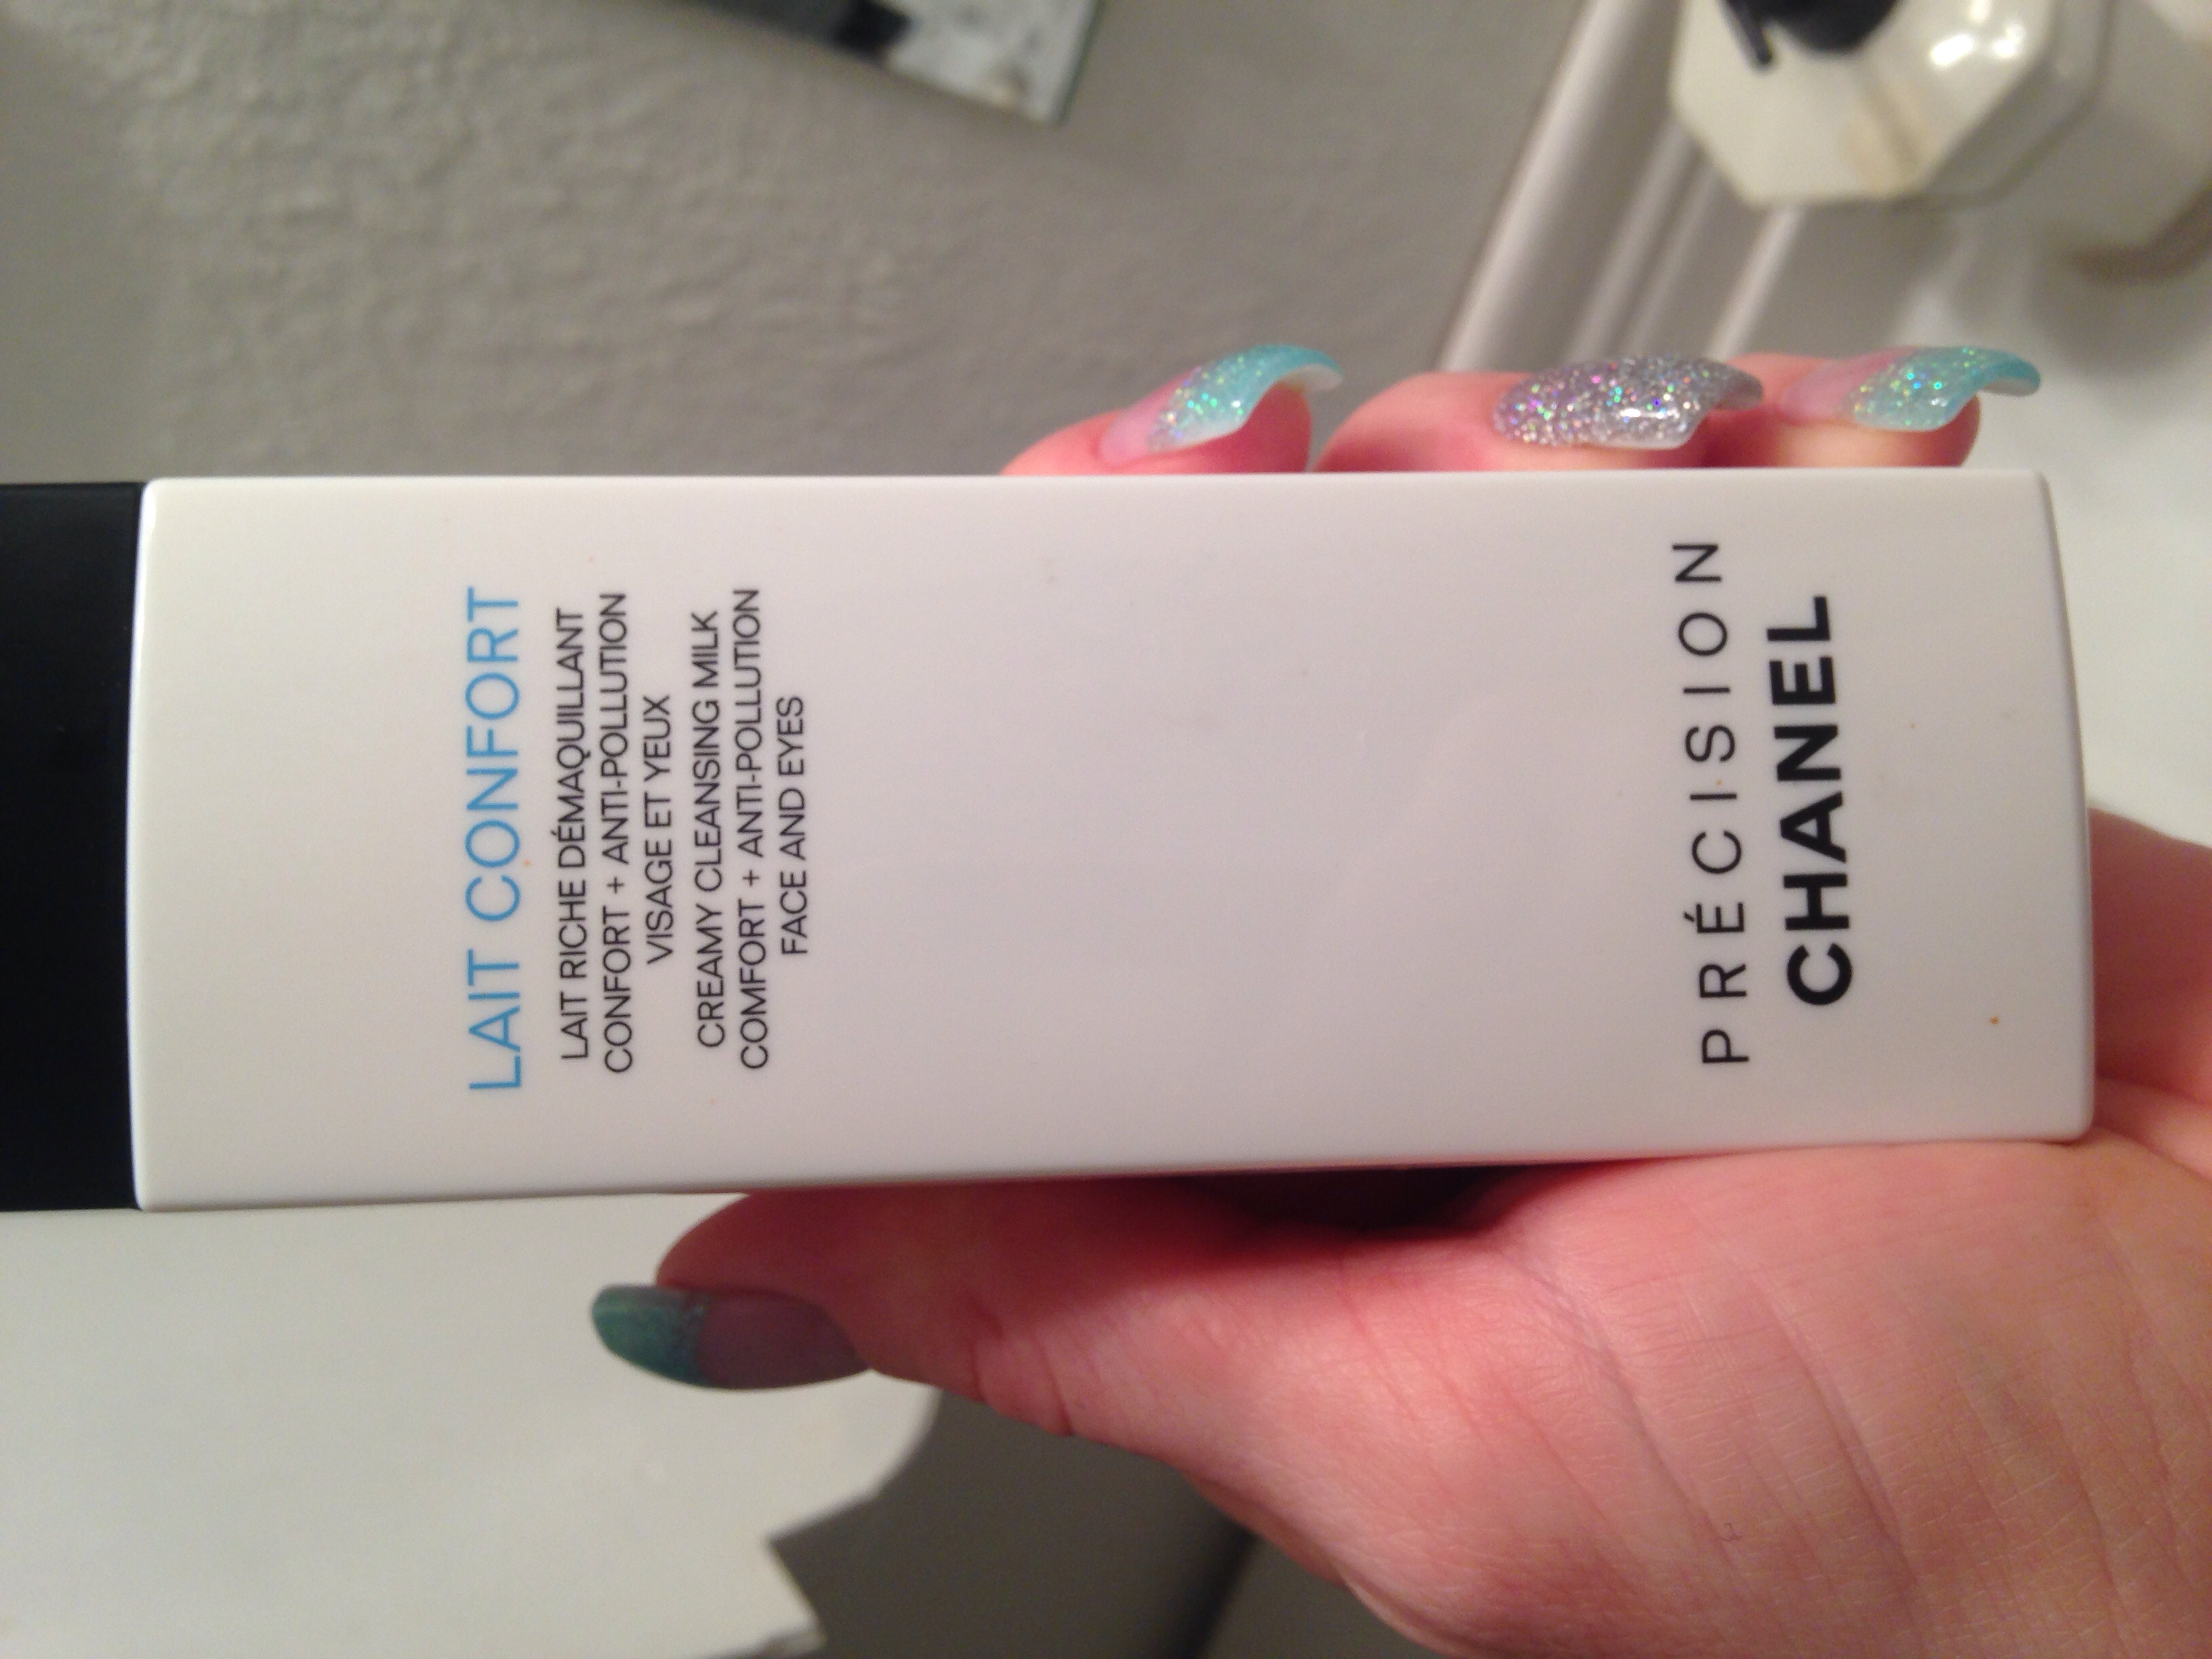 LAIT CONFORT
LAIT RICHE DÉMAQUILLANT
CONFORT + ANTI-POLLUTION
VISAGE ET YEUX
CREAMY CLEANSING MILK
COMFORT + ANTI-POLLUTION
FACE AND EYES
PRÉCISION
CHANEL